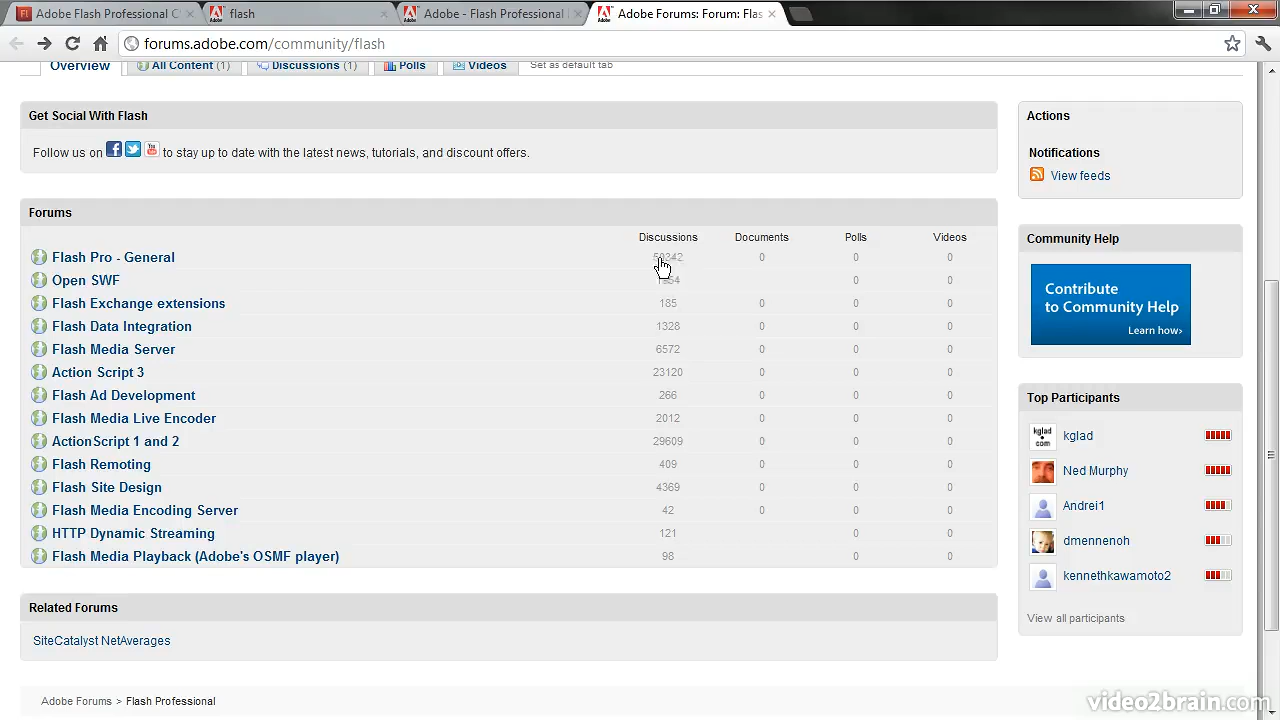 Adobe Flash Professional C
flash
Adobe - Flash Professional
Adobe Forums: Forum: Flas
forums.adobe.com/community/flash
Overview All Content (1) Discussions (1) Polls Videos Set as default tab
Get Social With Flash
Follow us on to stay up to date with the latest news, tutorials, and discount offers.
Forums
Discussions Documents Polls Videos
Flash Pro - General 0 0 0
Open SWF 0 0
Flash Exchange extensions 185 0 0 0
Flash Data Integration 1328 0 0 0
Flash Media Server 6572 0 0 0
Action Script 3 23120 0 0 0
Flash Ad Development 266 0 0 0
Flash Media Live Encoder 2012 0 0 0
ActionScript 1 and 2 29609 0 0 0
Flash Remoting 409 0 0 0
Flash Site Design 4369 0 0 0
Flash Media Encoding Server 42 0 0 0
HTTP Dynamic Streaming 121 0 0
Flash Media Playback (Adobe's OSMF player) 98 0 0
Related Forums
SiteCatalyst NetAverages
Adobe Forums > Flash Professional
Actions
Notifications
View feeds
Community Help
Contribute
to Community Help
Learn how›
Top Participants
kglad
com
kglad
Ned Murphy
Andrei1
dmennenoh
kennethkawamoto2
View all participants
video2brain.com